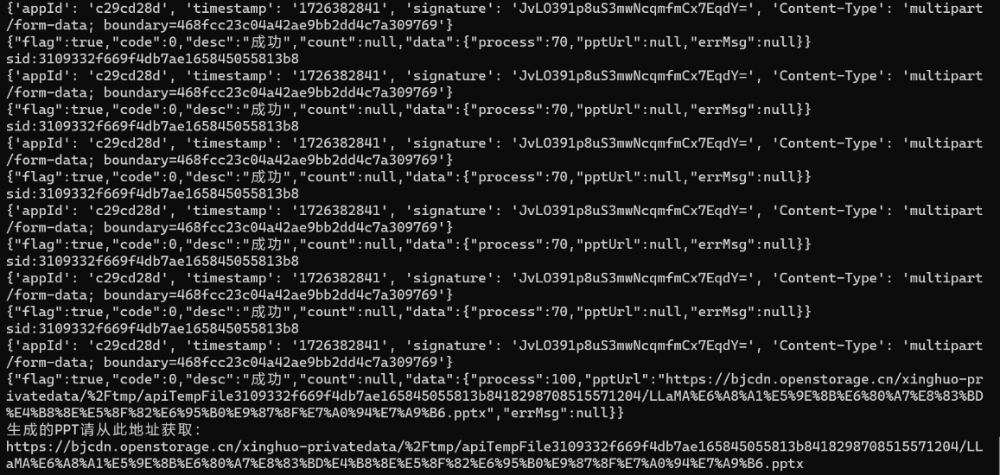 {'appId': 'c29cd28d', 'timestamp': '1726382841', 'signature': 'JvLO391p8uS3mwNcqmfmCx7EqdY=', 'Content-Type': 'multipart
/form-data; boundary=468fcc23c04a42ae9bb2dd4c7a309769'}
{"flag":true,"code":0,"desc":"成功","count":null,"data":{"process":70,"pptUrl":null,"errMsg":null}}
sid:3109332f669f4db7ae165845055813b8
{'appId': 'c29cd28d', 'timestamp': '1726382841', 'signature': 'JvLO391p8uS3mwNcqmfmCx7EqdY=', 'Content-Type': 'multipart
/form-data; boundary=468fcc23c04a42ae9bb2dd4c7a309769'}
{"flag":true,"code":0,"desc":"成功","count":null,"data":{"process":70,"pptUrl":null,"errMsg":null}}
sid:3109332f669f4db7ae165845055813b8
{'appId': 'c29cd28d', 'timestamp': '1726382841', 'signature': 'JvLO391p8uS3mwNcqmfmCx7EqdY=', 'Content-Type': 'multipart
/form-data; boundary=468fcc23c04a42ae9bb2dd4c7a309769'}
{"flag":true,"code":0,"desc":"成功","count":null,"data":{"process":70,"pptUrl":null,"errMsg":null}}
sid:3109332f669f4db7ae165845055813b8
{'appId': 'c29cd28d', 'timestamp': '1726382841', 'signature': 'JvLO391p8uS3mwNcqmfmCx7EqdY=', 'Content-Type': 'multipart
/form-data; boundary=468fcc23c04a42ae9bb2dd4c7a309769'}
{"flag":true,"code":0,"desc":"成功","count":null,"data":{"process":70,"pptUrl":null,"errMsg":null}}
sid:3109332f669f4db7ae165845055813b8
{'appId': 'c29cd28d', 'timestamp': '1726382841', 'signature': 'JvLO391p8uS3mwNcqmfmCx7EqdY=', 'Content-Type': 'multipart
/form-data; boundary=468fcc23c04a42ae9bb2dd4c7a309769'}
{"flag":true,"code":0,"desc":"成功","count":null,"data":{"process":70,"pptUrl":null,"errMsg":null}}
sid:3109332f669f4db7ae165845055813b8
{'appId': 'c29cd28d', 'timestamp': '1726382841', 'signature': 'JvLO391p8uS3mwNcqmfmCx7EqdY=', 'Content-Type': 'multipart
/form-data; boundary=468fcc23c04a42ae9bb2dd4c7a309769'}
{"flag":true,"code":0,"desc":"成功","count":null,"data":{"process":100,"pptUrl":"https://bjcdn.openstorage.cn/xinghuo-pr
ivatedata/%2Ftmp/apiTempFile3109332f669f4db7ae165845055813b8418298708515571204/LLaMA%E6%A8%A1%E5%9E%8B%E6%80%A7%E8%83%BD
%E4%B8%8E%E5%8F%82%E6%95%B0%E9%87%8F%E7%A0%94%E7%A9%B6.pptx","errMsg":null}}
生成的PPT请从此地址获取：
https://bjcdn.openstorage.cn/xinghuo-privatedata/%2Ftmp/apiTempFile3109332f669f4db7ae165845055813b8418298708515571204/LL
aMA%E6%A8%A1%E5%9E%8B%E6%80%A7%E8%83%BD%E4%B8%8E%E5%8F%82%E6%95%B0%E9%87%8F%E7%A0%94%E7%A9%B6.pptx